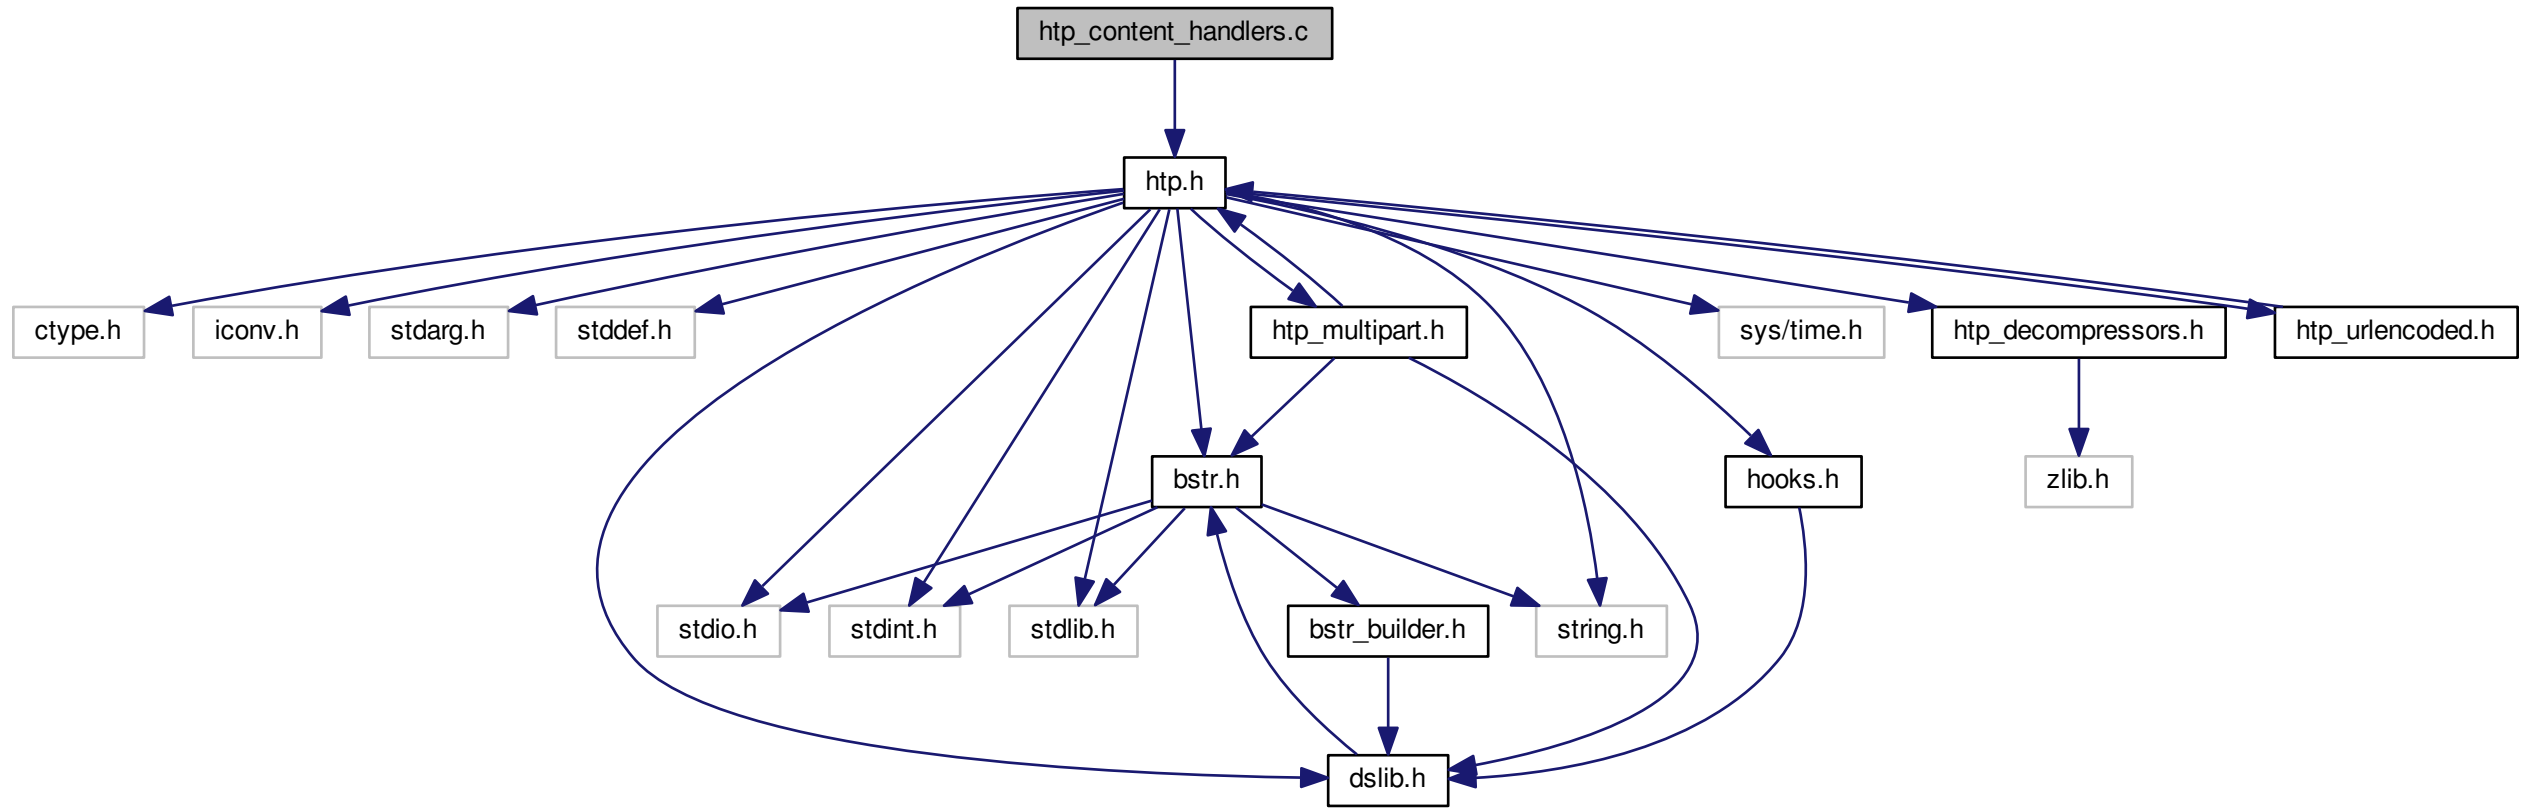 htp_content_handlers.c
htp.h
ctype.h
iconv.h
stdarg.h
stddef.h
htp_multipart.h
sys/time.h
htp_decompressors.h
htp_urlencoded.h
bstr.h
hooks.h
zlib.h
stdio.h
stdint.h
stdlib.h
bstr_builder.h
string.h
dslib.h